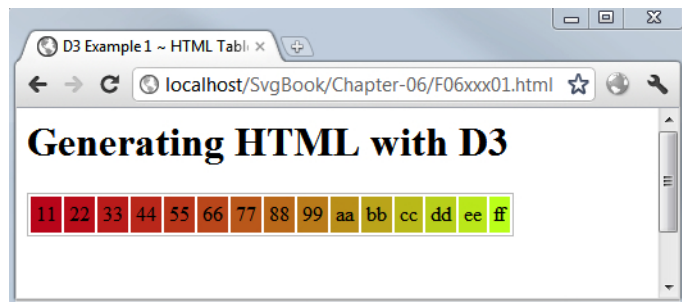 D3 Example 1 ~ HTML Tabl
localhost/SvgBook/Chapter-06/F06xxx01.html
Generating HTML with D3
11 22 33 44 55 66 77 88 99 aa bb cc dd ee ff